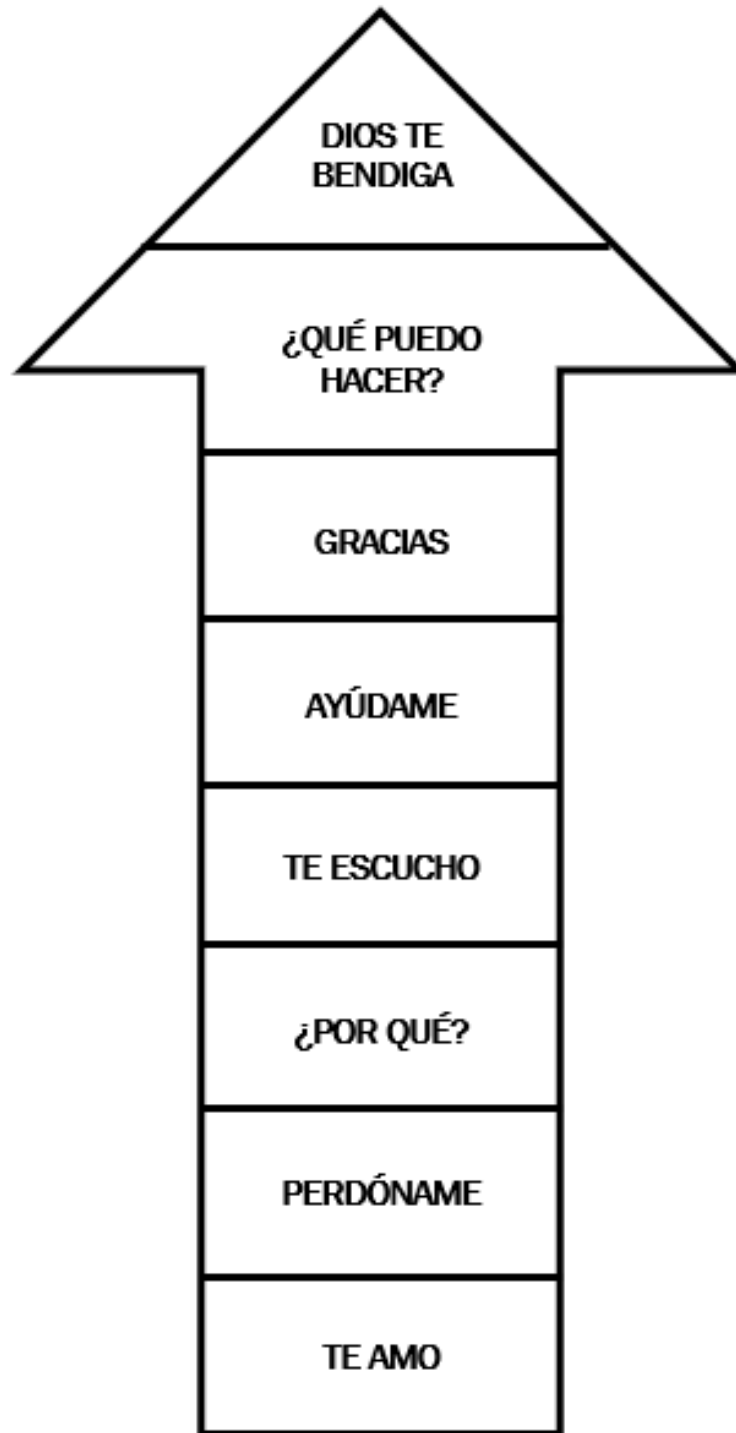 DIOS TE
BENDIGA
¿QUÉ PUEDO
HACER?
GRACIAS
AYÚDAME
TE ESCUCHO
¿POR QUÉ?
PERDÓNAME
TE AMO